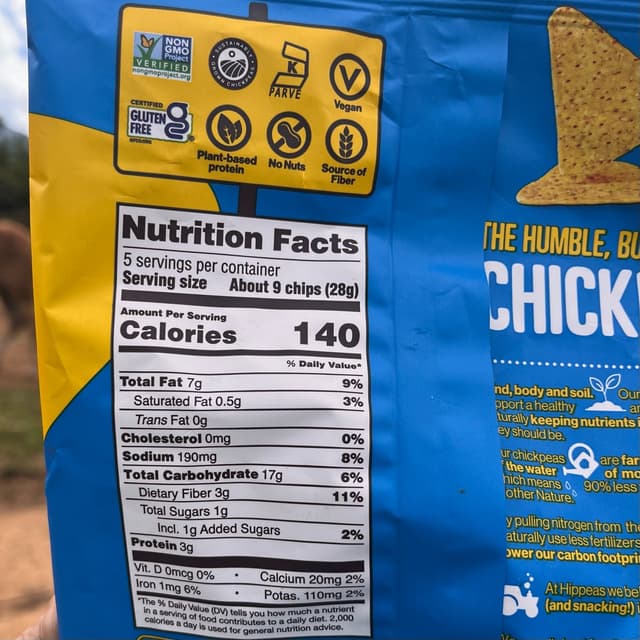 NON
GMO
Project
VERIFIED
nongmoproject.org
SUSTAINABLY
GROWN CHICKPEAS
K
PARVE
V
Vegan
CERTIFIED
GLUTEN
FREE
Plant-based
protein
No Nuts
Source of
Fiber
Nutrition Facts
5 servings per container
Serving size About 9 chips (28g)
Amount Per Serving
Calories 140
% Daily Value*
Total Fat 7g 9%
Saturated Fat 0.5g 3%
Trans Fat 0g
Cholesterol 0mg 0%
Sodium 190mg 8%
Total Carbohydrate 17g 6%
Dietary Fiber 3g 11%
Total Sugars 1g
Incl. 1g Added Sugars 2%
Protein 3g
Vit. D 0mcg 0% • Calcium 20mg 2%
Iron 1mg 6% • Potas. 110mg 2%
*The % Daily Value (DV) tells you how much a nutrient
in a serving of food contributes to a daily diet. 2,000
calories a day is used for general nutrition advice.
THE HUMBLE, BU
CHICK
nd, body and soil. Our
pport a healthy
turally keeping nutrients i
ey should be.
ur chickpeas are far
the water of mo
hich means 90% less
other Nature.
y pulling nitrogen from the
aturally use less fertilizers
ower our carbon footpri
At Hippeas we be
(and snacking!)